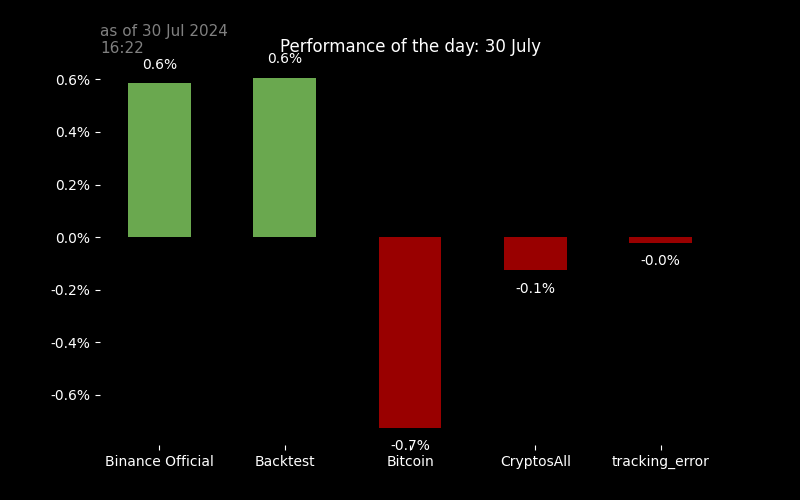 as of 30 Jul 2024
16:22
Performance of the day: 30 July
0.6%
0.6%
0.6%
0.4%
0.2%
0.0%
-0.2%
-0.4%
-0.6%
-0.0%
-0.1%
-0.7%
Binance Official
Backtest
Bitcoin
CryptosAll
tracking_error